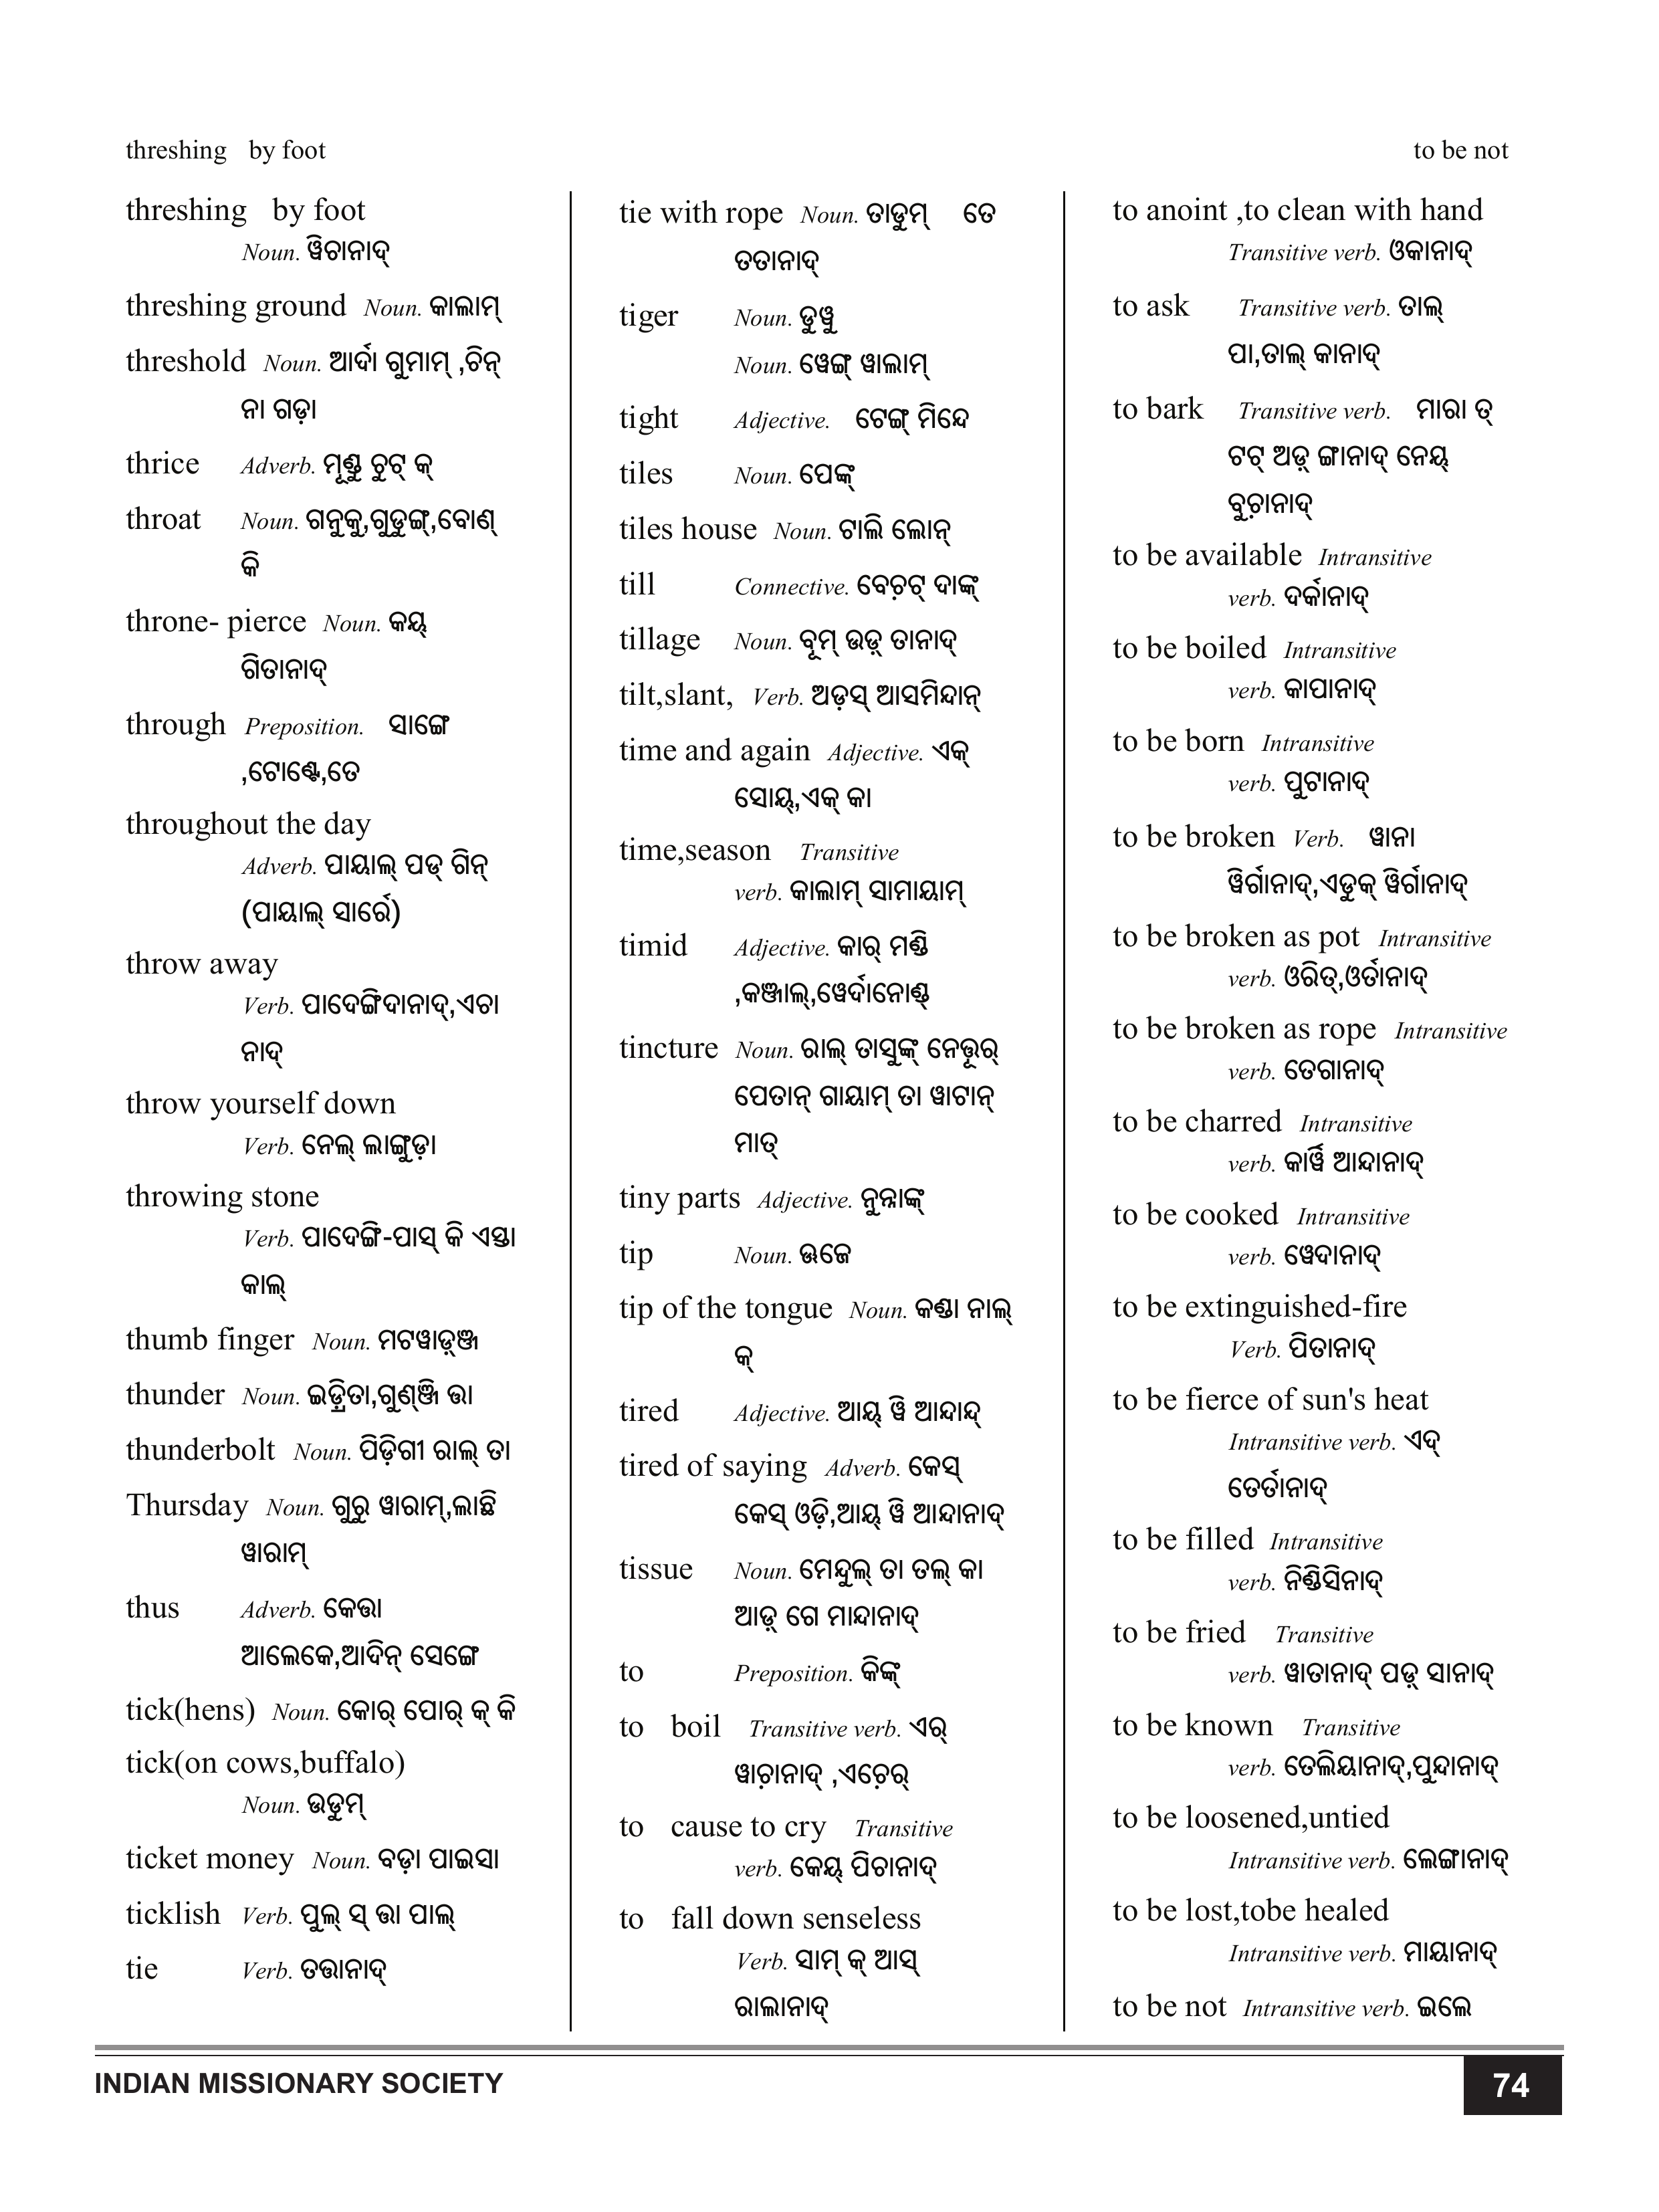 threshing by foot
to be not
threshing by foot
Noun. ୱିଚାନାଦ୍
threshing ground Noun. କାଲାମ୍
threshold Noun. ଆର୍ଦା ଗୁମାମ୍ ,ଚିନ୍
ନା ଗଡ଼ା
thrice Adverb. ମୂଣ୍ଡୁ ଚୁଟ୍ କ୍
throat Noun. ଗନୁକୁ,ଗୁଡୁଙ୍ଗ୍,ବୋଣ୍
କି
throne- pierce Noun. କୟ୍
ଗିତାନାଦ୍
through Preposition. ସାଙ୍ଗେ
,ଟୋଣ୍ଟେ,ତେ
throughout the day
Adverb. ପାୟାଲ୍ ପଡ୍ ଗିନ୍
(ପାୟାଲ୍ ସାର୍ରେ)
throw away
Verb. ପାଦେଙ୍ଗିଦାନାଦ୍,ଏଚା
ନାଦ୍
throw yourself down
Verb. ନେଲ୍ ଲାଙ୍ଗୁଡ଼ା
throwing stone
Verb. ପାଦେଙ୍ଗି-ପାସ୍ କି ଏସ୍ତା
କାଲ୍
thumb finger Noun. ମଟୱାଡ଼୍ଞ୍ଜ
thunder Noun. ଇଡ଼୍ରିତା,ଗୁଣ୍ଞ୍ଜି ତ୍ତା
thunderbolt Noun. ପିଡ଼ିଗୀ ରାଲ୍ ତା
Thursday Noun. ଗୁରୁ ୱାରାମ୍,ଲାଛି
ୱାରାମ୍
thus Adverb. କେତ୍ତା
ଆଲେକେ,ଆଦିନ୍ ସେଙ୍ଗେ
tick(hens) Noun. କୋର୍ ପୋର୍ କ୍ କି
tick(on cows,buffalo)
Noun. ଉଡୁମ୍
ticket money Noun. ବଡ଼ା ପାଇସା
ticklish Verb. ପୁଲ୍ ସ୍ ତ୍ତା ପାଲ୍
tie Verb. ତତ୍ତାନାଦ୍
tie with rope Noun. ତାଡୁମ୍ ତେ
ତତାନାଦ୍
tiger Noun. ଡୁୱୁ
Noun. ୱେଙ୍ଗ୍ ୱାଲାମ୍
tight Adjective. ଟେଙ୍ଗ୍ ମିନ୍ଦେ
tiles Noun. ପେଙ୍କ୍
tiles house Noun. ଟାଲି ଲୋନ୍
till Connective. ବେଚ଼ଟ୍ ଦାଙ୍କ୍
tillage Noun. ବୂମ୍ ଉଡ଼୍ ତାନାଦ୍
tilt,slant, Verb. ଅଡ଼ସ୍ ଆସମିନ୍ଦାନ୍
time and again Adjective. ଏକ୍
ସୋୟ୍,ଏକ୍ କା
time,season Transitive
verb. କାଲାମ୍ ସାମାୟାମ୍
timid Adjective. କାର୍ ମଣ୍ଡି
,କଞ୍ଜାଲ୍,ୱେର୍ଦାନୋଣ୍ଡ୍
tincture Noun. ରାଲ୍ ତାସୁଙ୍କ୍ ନେତ୍ତୂର୍
ପେତାନ୍ ଗାୟାମ୍ ତା ୱାଟାନ୍
ମାତ୍
tiny parts Adjective. ନୁନ୍ନାଙ୍କ୍
tip Noun. ଊଜେ
tip of the tongue Noun. କଣ୍ଡା ନାଲ୍
କ୍
tired Adjective. ଆୟ୍ ୱି ଆନ୍ଦାନ୍ଦ୍
tired of saying Adverb. କେସ୍
କେସ୍ ଓଡ଼ି,ଆୟ୍ ୱି ଆନ୍ଦାନାଦ୍
tissue Noun. ମେନ୍ଦୁଲ୍ ତା ତଲ୍ କା
ଆଡ଼୍ ଗେ ମାନ୍ଦାନାଦ୍
to Preposition. କିଙ୍କ୍
to boil Transitive verb. ଏର୍
ୱାଚ଼ାନାଦ୍ ,ଏଚ଼େର୍
to cause to cry Transitive
verb. କେୟ୍ ପିଚାନାଦ୍
to fall down senseless
Verb. ସାମ୍ କ୍ ଆସ୍
ରାଲାନାଦ୍
to anoint ,to clean with hand
Transitive verb. ଓକାନାଦ୍
to ask Transitive verb. ତାଲ୍
ପା,ତାଲ୍ କାନାଦ୍
to bark Transitive verb. ମାରା ତ୍
ଟଟ୍ ଅଡ଼୍ ଙ୍ଗାନାଦ୍ ନେୟ୍
ବୁଚ଼ାନାଦ୍
to be available Intransitive
verb. ଦର୍କାନାଦ୍
to be boiled Intransitive
verb. କାପାନାଦ୍
to be born Intransitive
verb. ପୁଟାନାଦ୍
to be broken Verb. ୱାନା
ୱିର୍ଗାନାଦ୍,ଏଡୁକ୍ ୱିର୍ଗାନାଦ୍
to be broken as pot Intransitive
verb. ଓରିତ୍,ଓର୍ତାନାଦ୍
to be broken as rope Intransitive
verb. ତେଗାନାଦ୍
to be charred Intransitive
verb. କାର୍ୱି ଆନ୍ଦାନାଦ୍
to be cooked Intransitive
verb. ୱେଦାନାଦ୍
to be extinguished-fire
Verb. ପିତାନାଦ୍
to be fierce of sun's heat
Intransitive verb. ଏଦ୍
ତେର୍ତାନାଦ୍
to be filled Intransitive
verb. ନିଣ୍ଡିସିନାଦ୍
to be fried Transitive
verb. ୱାତାନାଦ୍ ପଡ଼୍ ସାନାଦ୍
to be known Transitive
verb. ତେଲିୟାନାଦ୍,ପୁନ୍ଦାନାଦ୍
to be loosened,untied
Intransitive verb. ଲେଙ୍ଗାନାଦ୍
to be lost,tobe healed
Intransitive verb. ମାୟାନାଦ୍
to be not Intransitive verb. ଇଲେ
INDIAN MISSIONARY SOCIETY
74